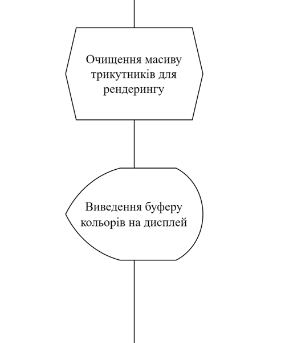 Очищення масиву
трикутників для
рендерингу
Виведення буферу
кольорів на дисплей